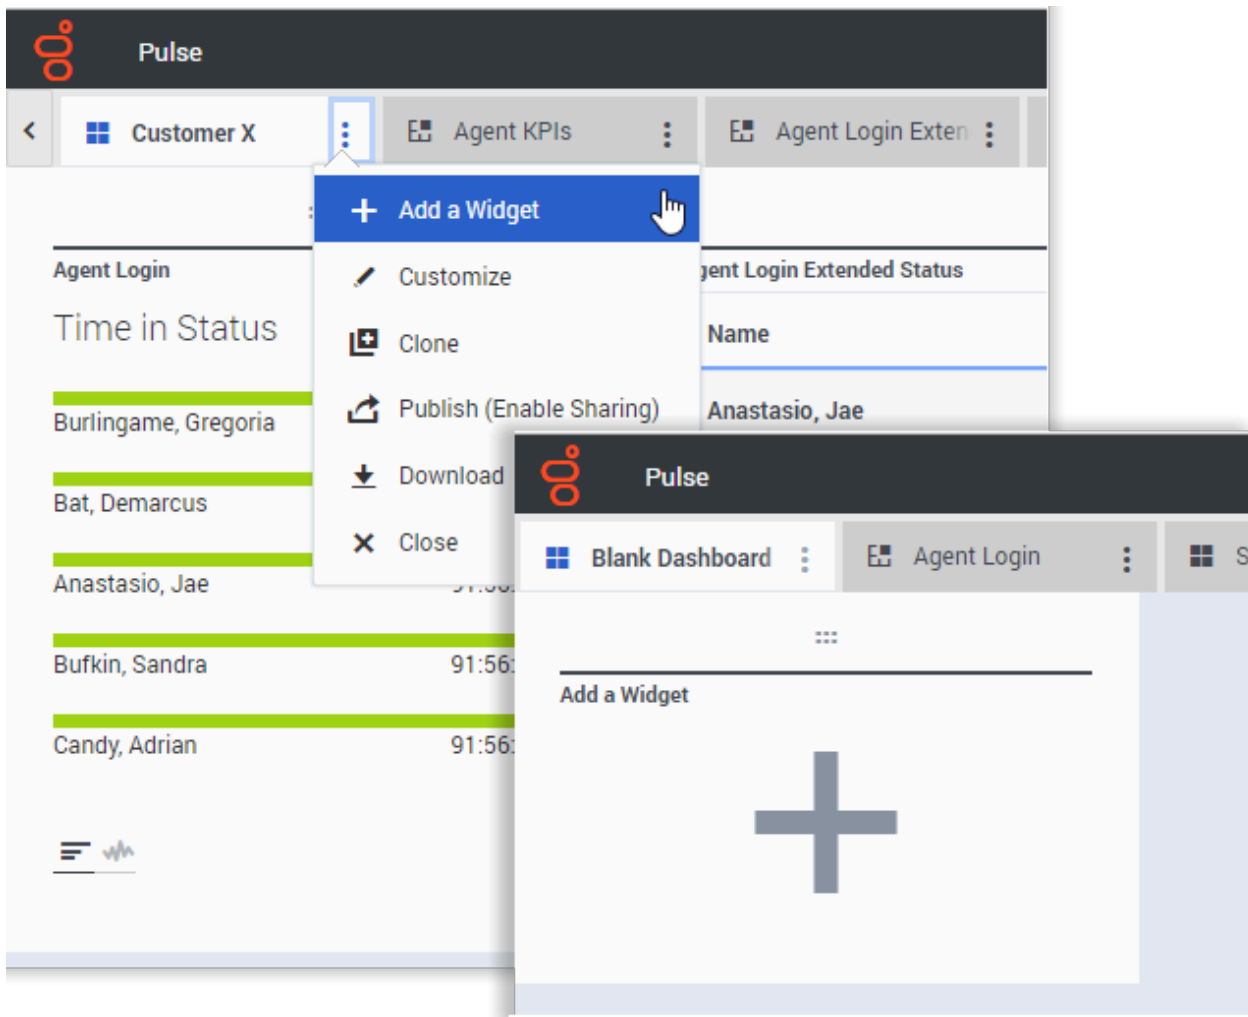 Pulse
Customer X
Agent KPIs
Agent Login Exten
Add a Widget
Customize
Clone
Publish (Enable Sharing)
Download
Close
Agent Login
Time in Status
Burlingame, Gregoria
Bat, Demarcus
Anastasio, Jae
Bufkin, Sandra 91:56:
Candy, Adrian 91:56:
gent Login Extended Status
Name
Anastasio, Jae
Pulse
Blank Dashboard
Agent Login
S
Add a Widget